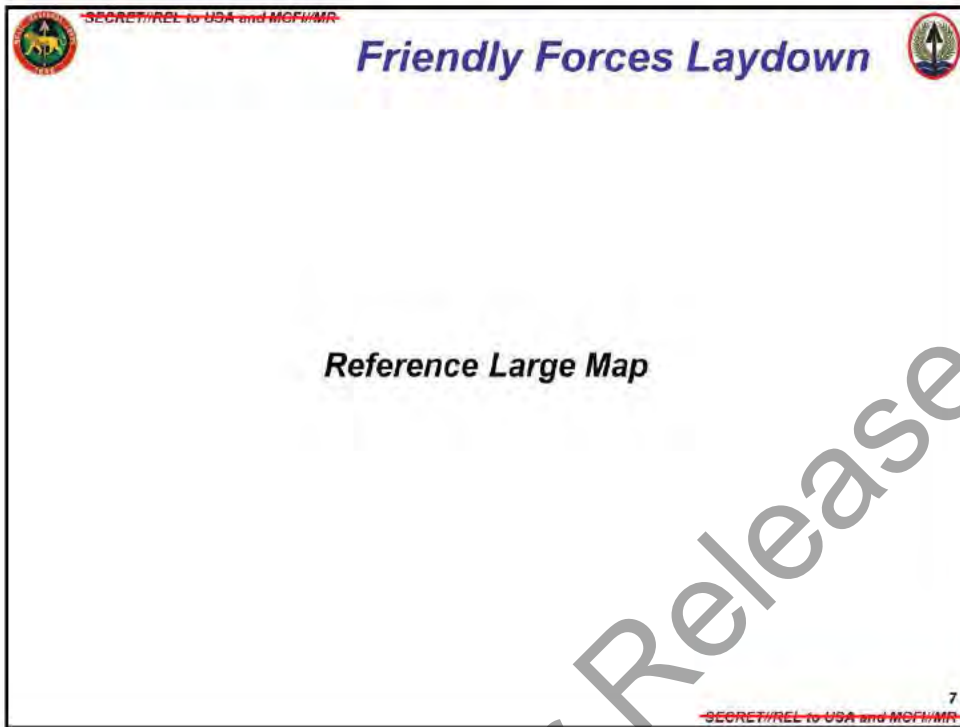 SECRET//REL to USA and MCFI//MR
Friendly Forces Laydown
Reference Large Map
Release
7
SECRET//REL to USA and MCFI//MR